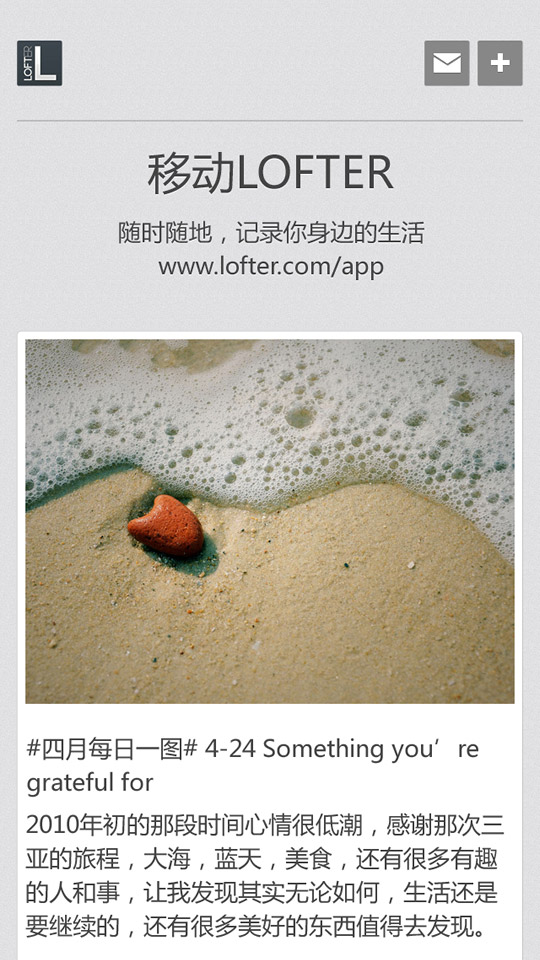 LOFTER
移动LOFTER
随时随地，记录你身边的生活
www.lofter.com/app
#四月每日一图# 4-24 Something you’re
grateful for
2010年初的那段时间心情很低潮，感谢那次三
亚的旅程，大海，蓝天，美食，还有很多有趣
的人和事，让我发现其实无论如何，生活还是
要继续的，还有很多美好的东西值得去发现。